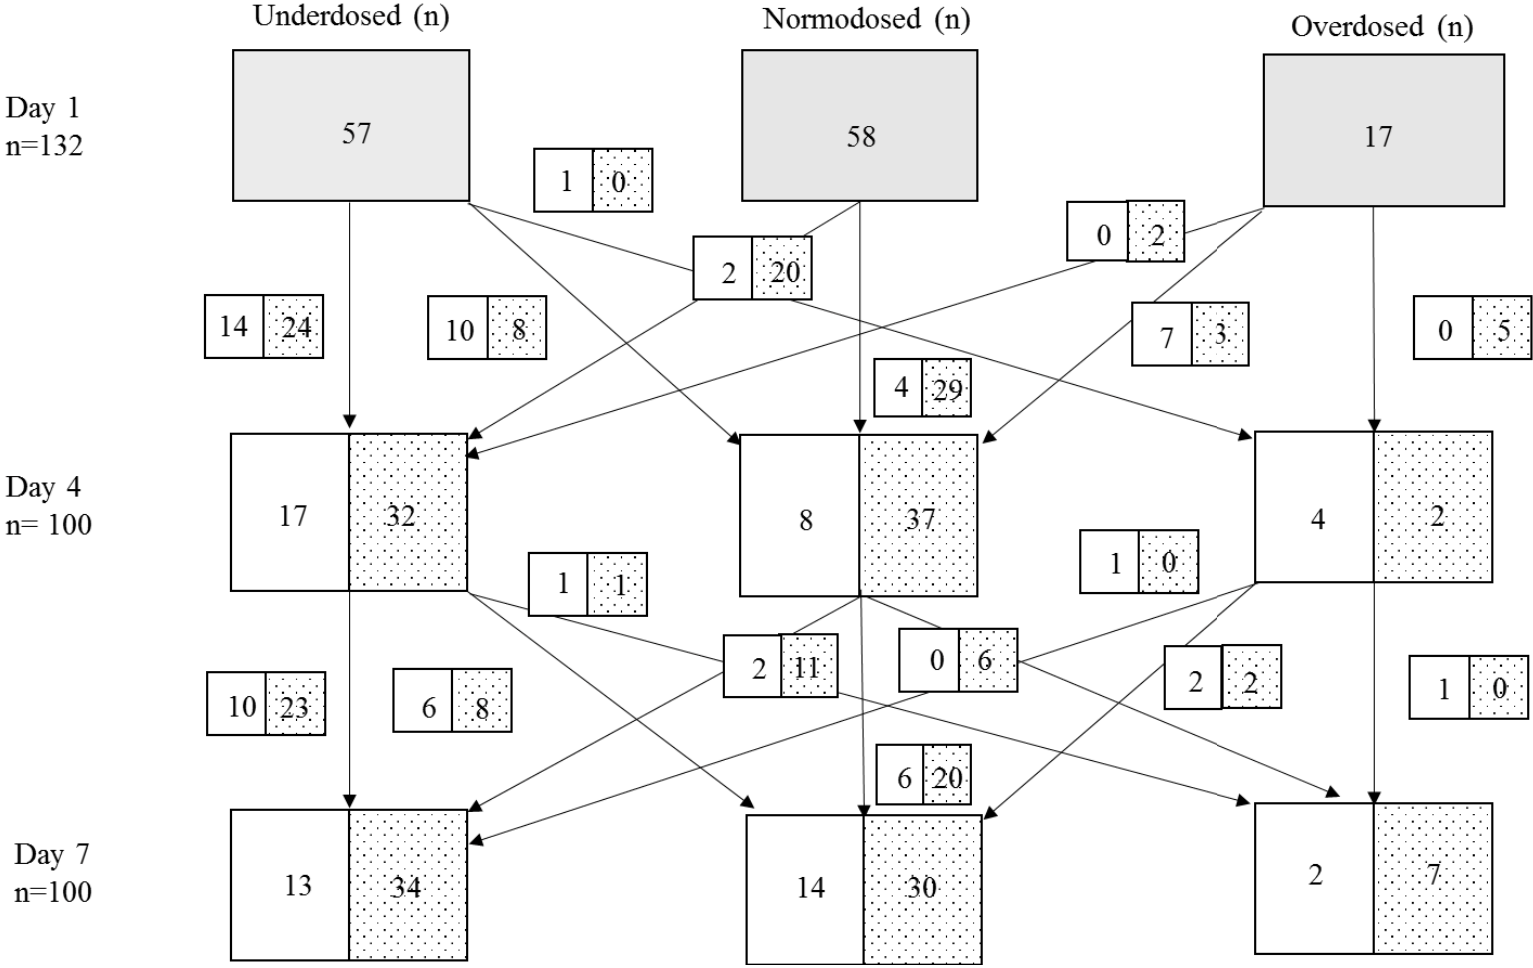 Underdosed (n)
Normodosed (n)
Overdosed (n)
Day 1
n=132
57
58
17
1 0
0 2
2 20
14 24
10 8
7 3
0 5
4 29
Day 4
n= 100
17 32
8 37
4 2
1 1
1 0
2 11
0 6
2 2
10 23
6 8
1 0
6 20
Day 7
n=100
13 34
14 30
2 7